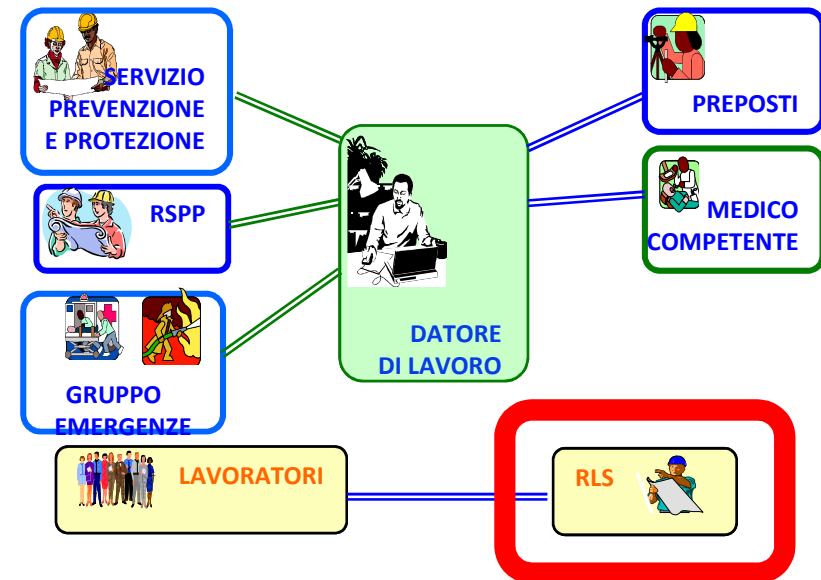 SERVIZIO
PREVENZIONE
E PROTEZIONE
RSPP
GRUPPO
EMERGENZE
DATORE
DI LAVORO
PREPOSTI
MEDICO
COMPETENTE
LAVORATORI
RLS